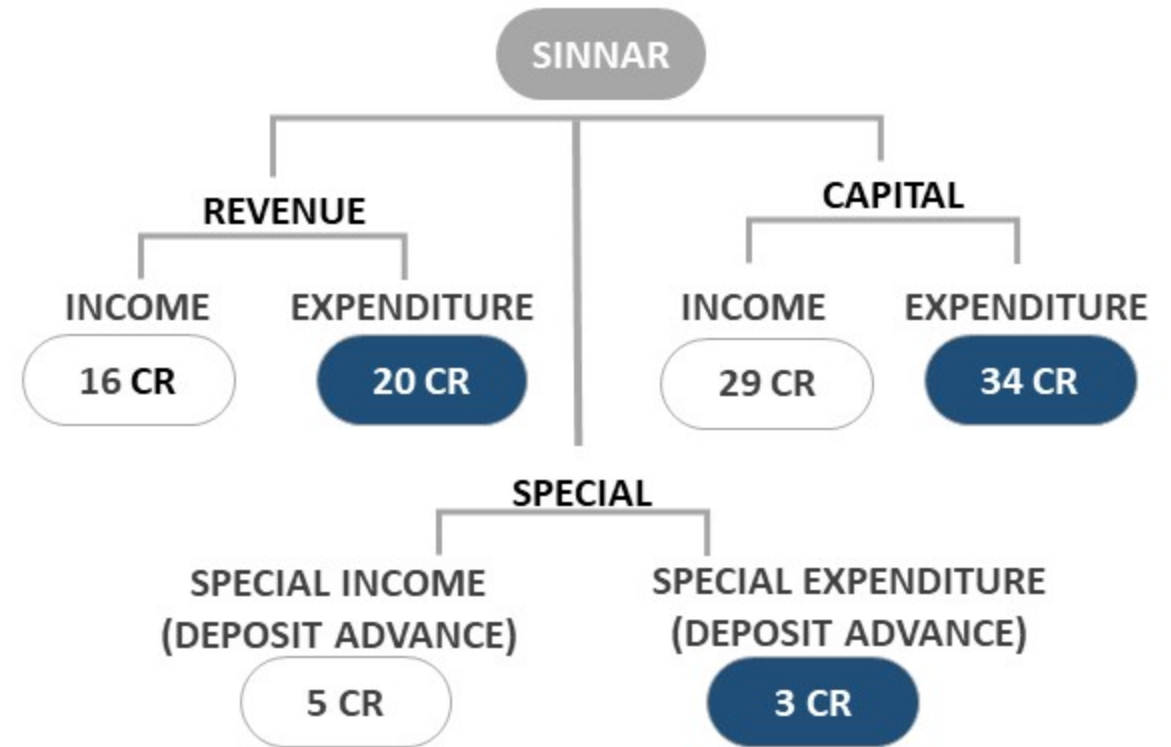 SINNAR
REVENUE
CAPITAL
INCOME
EXPENDITURE
INCOME
EXPENDITURE
16 CR
20 CR
29 CR
34 CR
SPECIAL
SPECIAL INCOME
(DEPOSIT ADVANCE)
SPECIAL EXPENDITURE
(DEPOSIT ADVANCE)
5 CR
3 CR